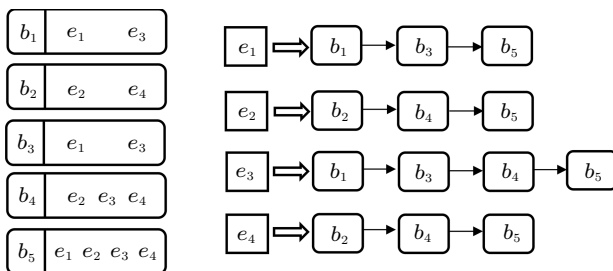 b₁ e₁ e₃
b₂ e₂ e₄
b₃ e₁ e₃
b₄ e₂ e₃ e₄
b₅ e₁ e₂ e₃ e₄
e₁ b₁ b₃ b₅
e₂ b₂ b₄ b₅
e₃ b₁ b₃ b₄ b₅
e₄ b₂ b₄ b₅